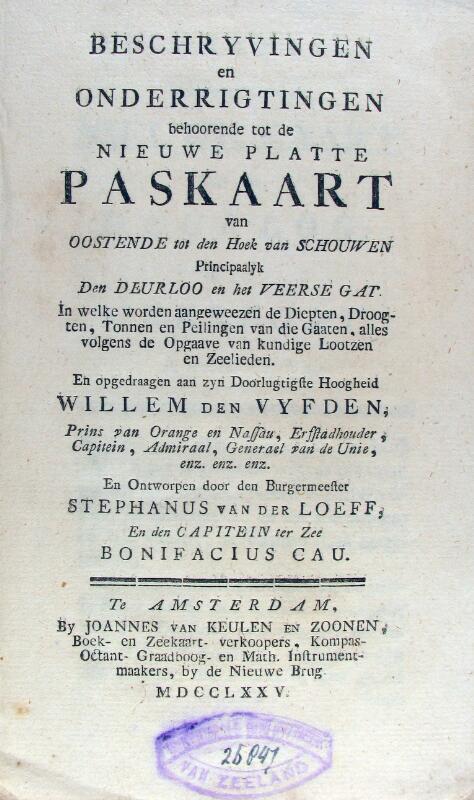 BESCHRYVINGEN
en
ONDERRIGTINGEN
behoorende tot de
NIEUWE PLATTE
PASKAART
van
OOSTENDE tot den Hoek van SCHOUWEN
Principaalyk
Den DEURLOO en het VEERSE GAT.
In welke worden aangeweezen de Diepten, Droog-
ten, Tonnen en Peilingen van die Gaaten, alles
volgens de Opgaave van kundige Lootzen
en Zeelieden.
En opgedraagen aan zyn Doorlugtigſte Hoogheid
WILLEM DEN VYFDEN,
Prins van Orange en Naſſau, Erfſtadhouder,
Capitein, Admiraal, Generael van de Unie,
enz. enz. enz.
En Ontworpen door den Burgermeeſter
STEPHANUS VAN DER LOEFF,
En den CAPITEIN ter Zee
BONIFACIUS CAU.
Te AMSTERDAM,
By JOANNES VAN KEULEN EN ZOONEN,
Boek- en Zeekaart- verkoopers, Kompas-
Octant- Graadboog- en Math. Inſtrument-
maakers, by de Nieuwe Brug.
MDCCLXXV.
VAN ZEELAND